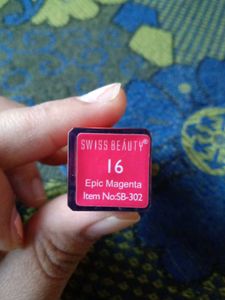 SWISS BEAUTY®
16
Epic Magenta
Item No:SB-302